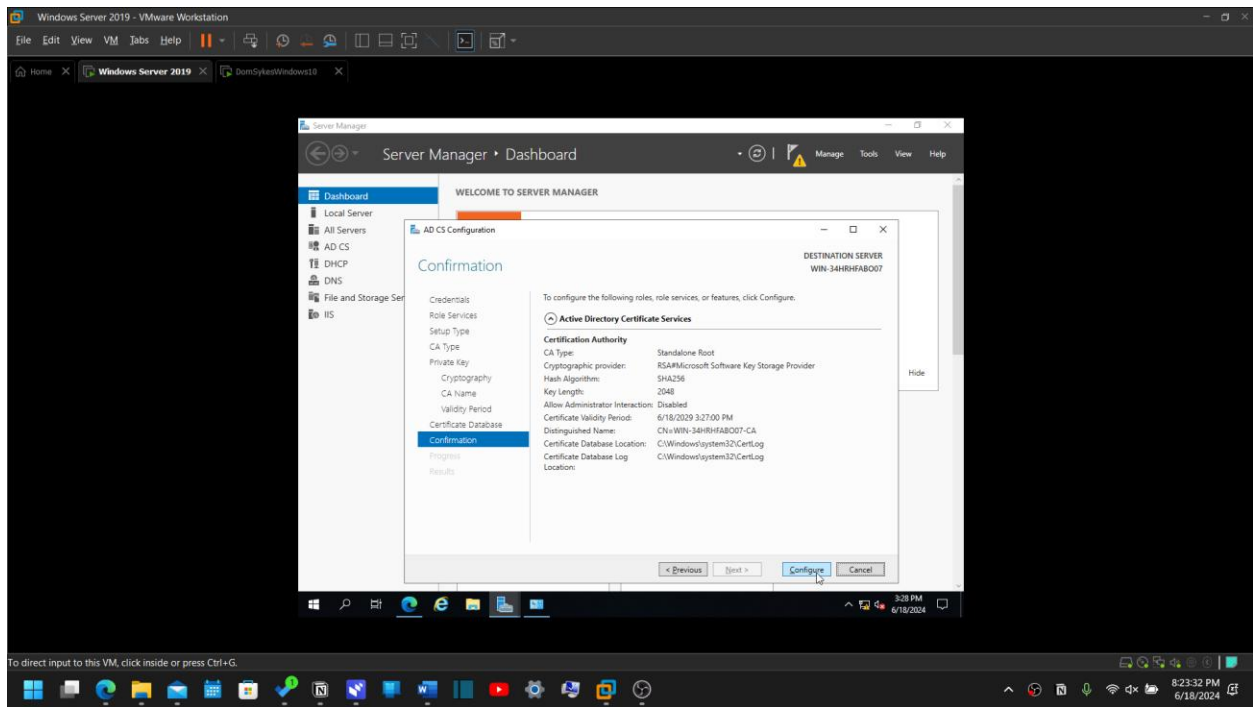 Windows Server 2019 - VMware Workstation
File Edit View VM Tabs Help
Home Windows Server 2019 DomSykesWindows10
Server Manager
Server Manager Dashboard Manage Tools View Help
Dashboard
Local Server
All Servers
AD CS
DHCP
DNS
File and Storage Ser
IIS
WELCOME TO SERVER MANAGER
Hide
AD CS Configuration
Confirmation
DESTINATION SERVER
WIN-34HRHFABO07
Credentials
Role Services
Setup Type
CA Type
Private Key
Cryptography
CA Name
Validity Period
Certificate Database
Confirmation
Progress
Results
To configure the following roles, role services, or features, click Configure.
Active Directory Certificate Services
Certification Authority
CA Type: Standalone Root
Cryptographic provider: RSA#Microsoft Software Key Storage Provider
Hash Algorithm: SHA256
Key Length: 2048
Allow Administrator Interaction: Disabled
Certificate Validity Period: 6/18/2029 3:27:00 PM
Distinguished Name: CN=WIN-34HRHFABO07-CA
Certificate Database Location: C:\Windows\system32\CertLog
Certificate Database Log C:\Windows\system32\CertLog
Location:
< Previous Next > Configure Cancel
3:28 PM
6/18/2024
To direct input to this VM, click inside or press Ctrl+G.
8:23:32 PM
6/18/2024